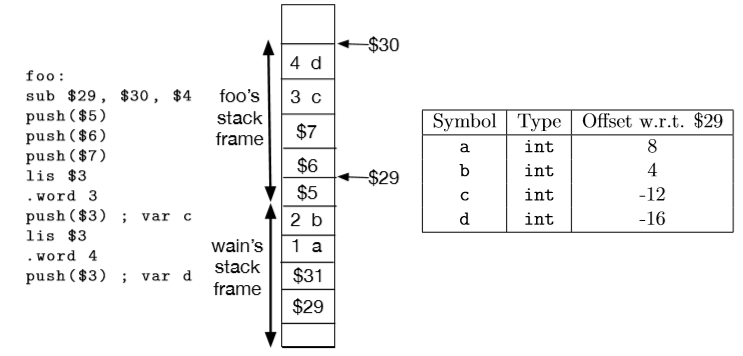 foo:
sub $29, $30, $4
push($5)
push($6)
push($7)
lis $3
.word 3
push($3) ; var c
lis $3
.word 4
push($3) ; var d
foo's
stack
frame
wain's
stack
frame
4 d
3 c
$7
$6
$5
2 b
1 a
$31
$29
$30
$29
Symbol Type Offset w.r.t. $29
a int 8
b int 4
c int -12
d int -16